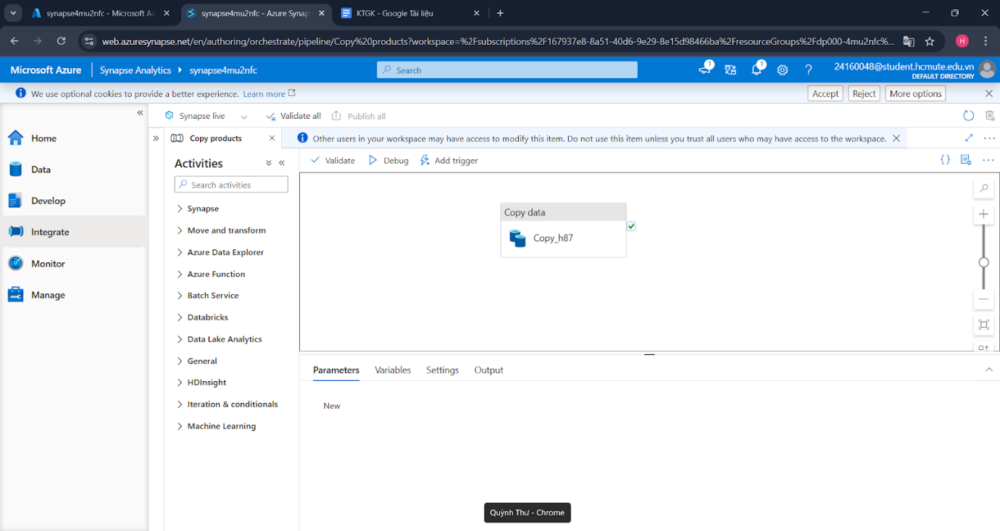 synapse4mu2nfc - Microsoft Az
synapse4mu2nfc - Azure Synap
KTGK - Google Tài liệu
web.azuresynapse.net/en/authoring/orchestrate/pipeline/Copy%20products?workspace=%2Fsubscriptions%2F167937e8-8a51-40d6-9e29-8e15d98466ba%2FresourceGroups%2Fdp000-4mu2nfc%...
H
Microsoft Azure
Synapse Analytics
synapse4mu2nfc
Search
1
1
24160048@student.hcmute.edu.vn
DEFAULT DIRECTORY
We use optional cookies to provide a better experience. Learn more
Accept
Reject
More options
Synapse live
Validate all
Publish all
Home
Data
Develop
Integrate
Monitor
Manage
Copy products
Other users in your workspace may have access to modify this item. Do not use this item unless you trust all users who may have access to the workspace.
Activities
Search activities
Synapse
Move and transform
Azure Data Explorer
Azure Function
Batch Service
Databricks
Data Lake Analytics
General
HDInsight
Iteration & conditionals
Machine Learning
Validate
Debug
Add trigger
Copy data
Copy_h87
Parameters
Variables
Settings
Output
New
Quỳnh Thư - Chrome